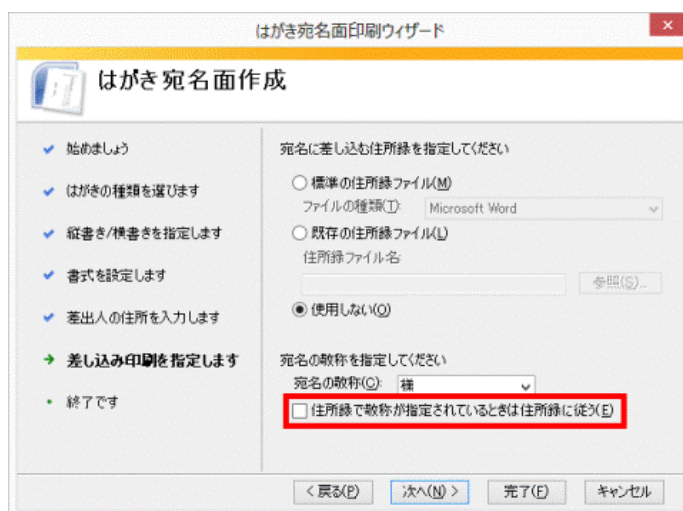 はがき宛名面印刷ウィザード
はがき宛名面作成
始めましょう
はがきの種類を選びます
縦書き/横書きを指定します
書式を設定します
差出人の住所を入力します
差し込み印刷を指定します
終了です
宛名に差し込む住所録を指定してください
標準の住所録ファイル(M)
ファイルの種類(T): Microsoft Word
既存の住所録ファイル(L)
住所録ファイル名:
参照(S)...
使用しない(O)
宛名の敬称を指定してください
宛名の敬称(C): 様
住所録で敬称が指定されているときは住所録に従う(E)
< 戻る(P) 次へ(N) > 完了(F) キャンセル